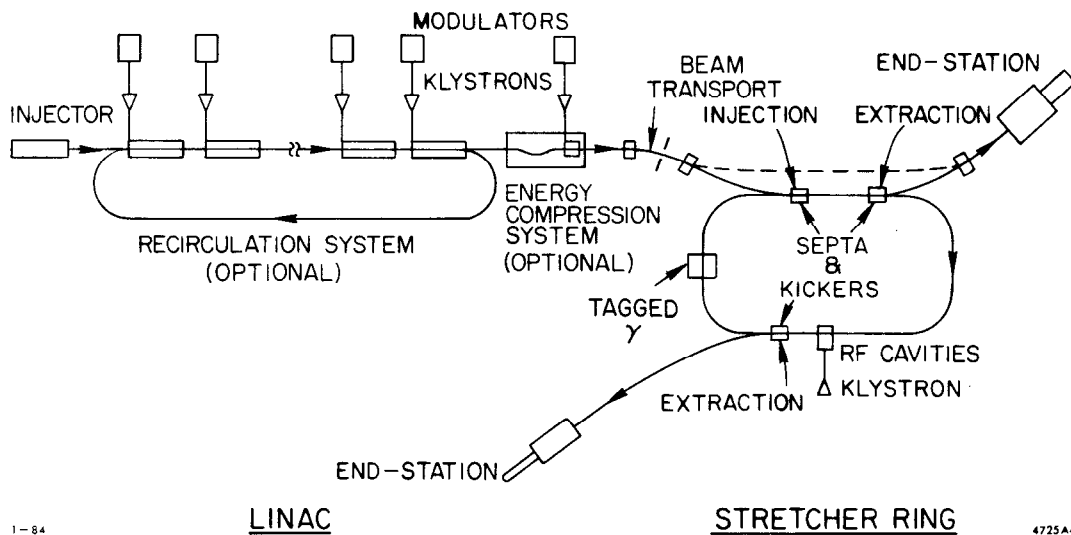 MODULATORS
KLYSTRONS
INJECTOR
BEAM
TRANSPORT
INJECTION
END-STATION
EXTRACTION
RECIRCULATION SYSTEM
(OPTIONAL)
ENERGY
COMPRESSION
SYSTEM
(OPTIONAL)
SEPTA
&
KICKERS
TAGGED
γ
RF CAVITIES
KLYSTRON
EXTRACTION
END-STATION
LINAC
STRETCHER RING
1-84
4725A